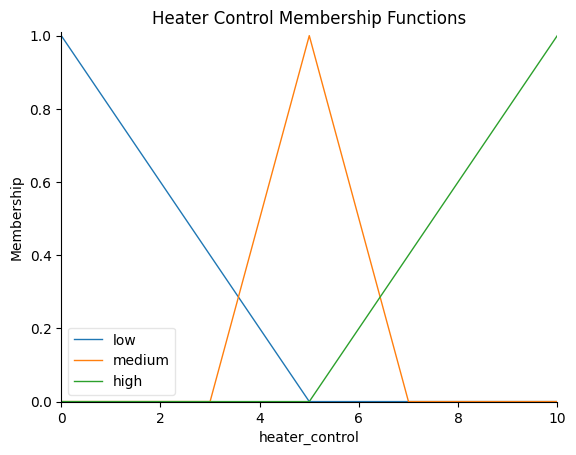 Heater Control Membership Functions
1.0
0.8
0.6
0.4
0.2
0.0
Membership
low
medium
high
0 2 4 6 8 10
heater_control